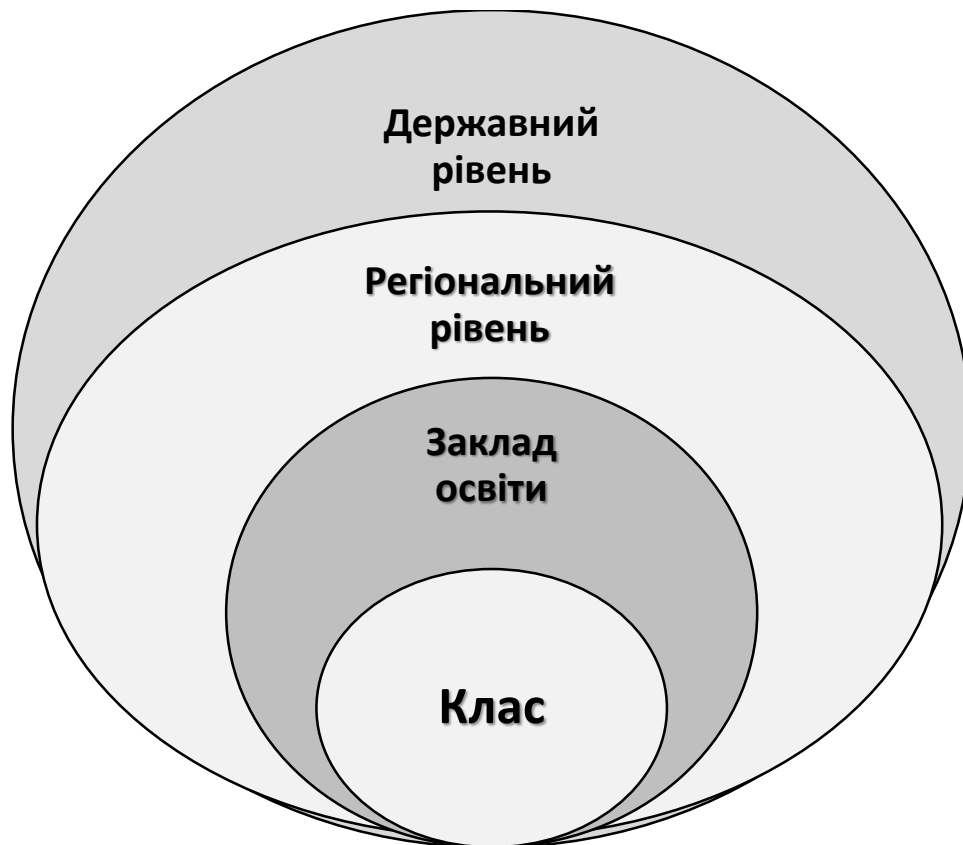 Державний
рівень
Регіональний
рівень
Заклад
освіти
Клас